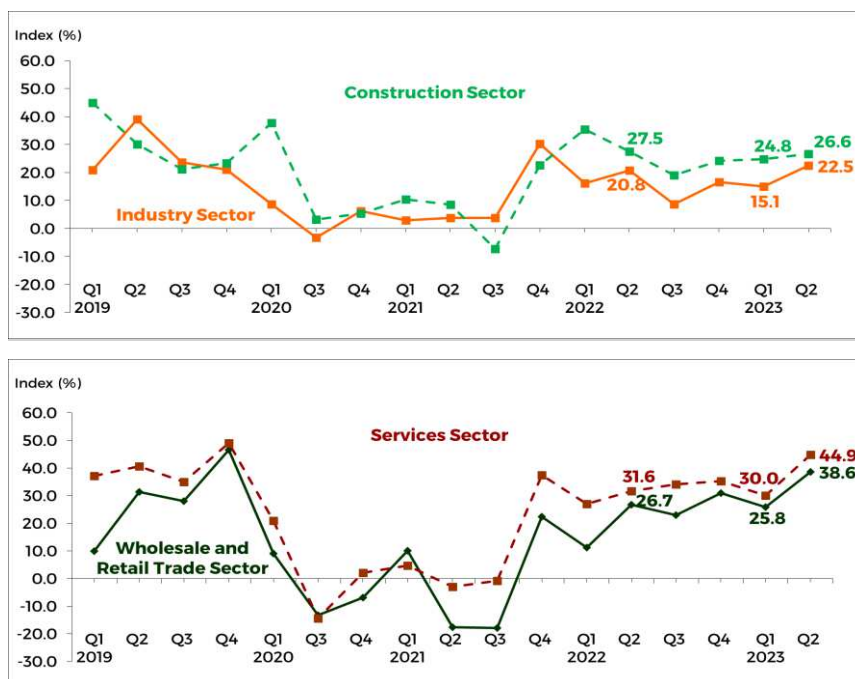 Index (%)
60.0
50.0
40.0
30.0
20.0
10.0
0.0
-10.0
-20.0
-30.0
Construction Sector
Industry Sector
27.5
20.8
24.8
15.1
26.6
22.5
Q1 Q2 Q3 Q4 Q1 Q3 Q4 Q1 Q2 Q3 Q4 Q1 Q2 Q3 Q4 Q1 Q2
2019 2020 2021 2022 2023
Index (%)
60.0
50.0
40.0
30.0
20.0
10.0
0.0
-10.0
-20.0
-30.0
Services Sector
Wholesale and
Retail Trade Sector
31.6
26.7
30.0
25.8
44.9
38.6
Q1 Q2 Q3 Q4 Q1 Q3 Q4 Q1 Q2 Q3 Q4 Q1 Q2 Q3 Q4 Q1 Q2
2019 2020 2021 2022 2023